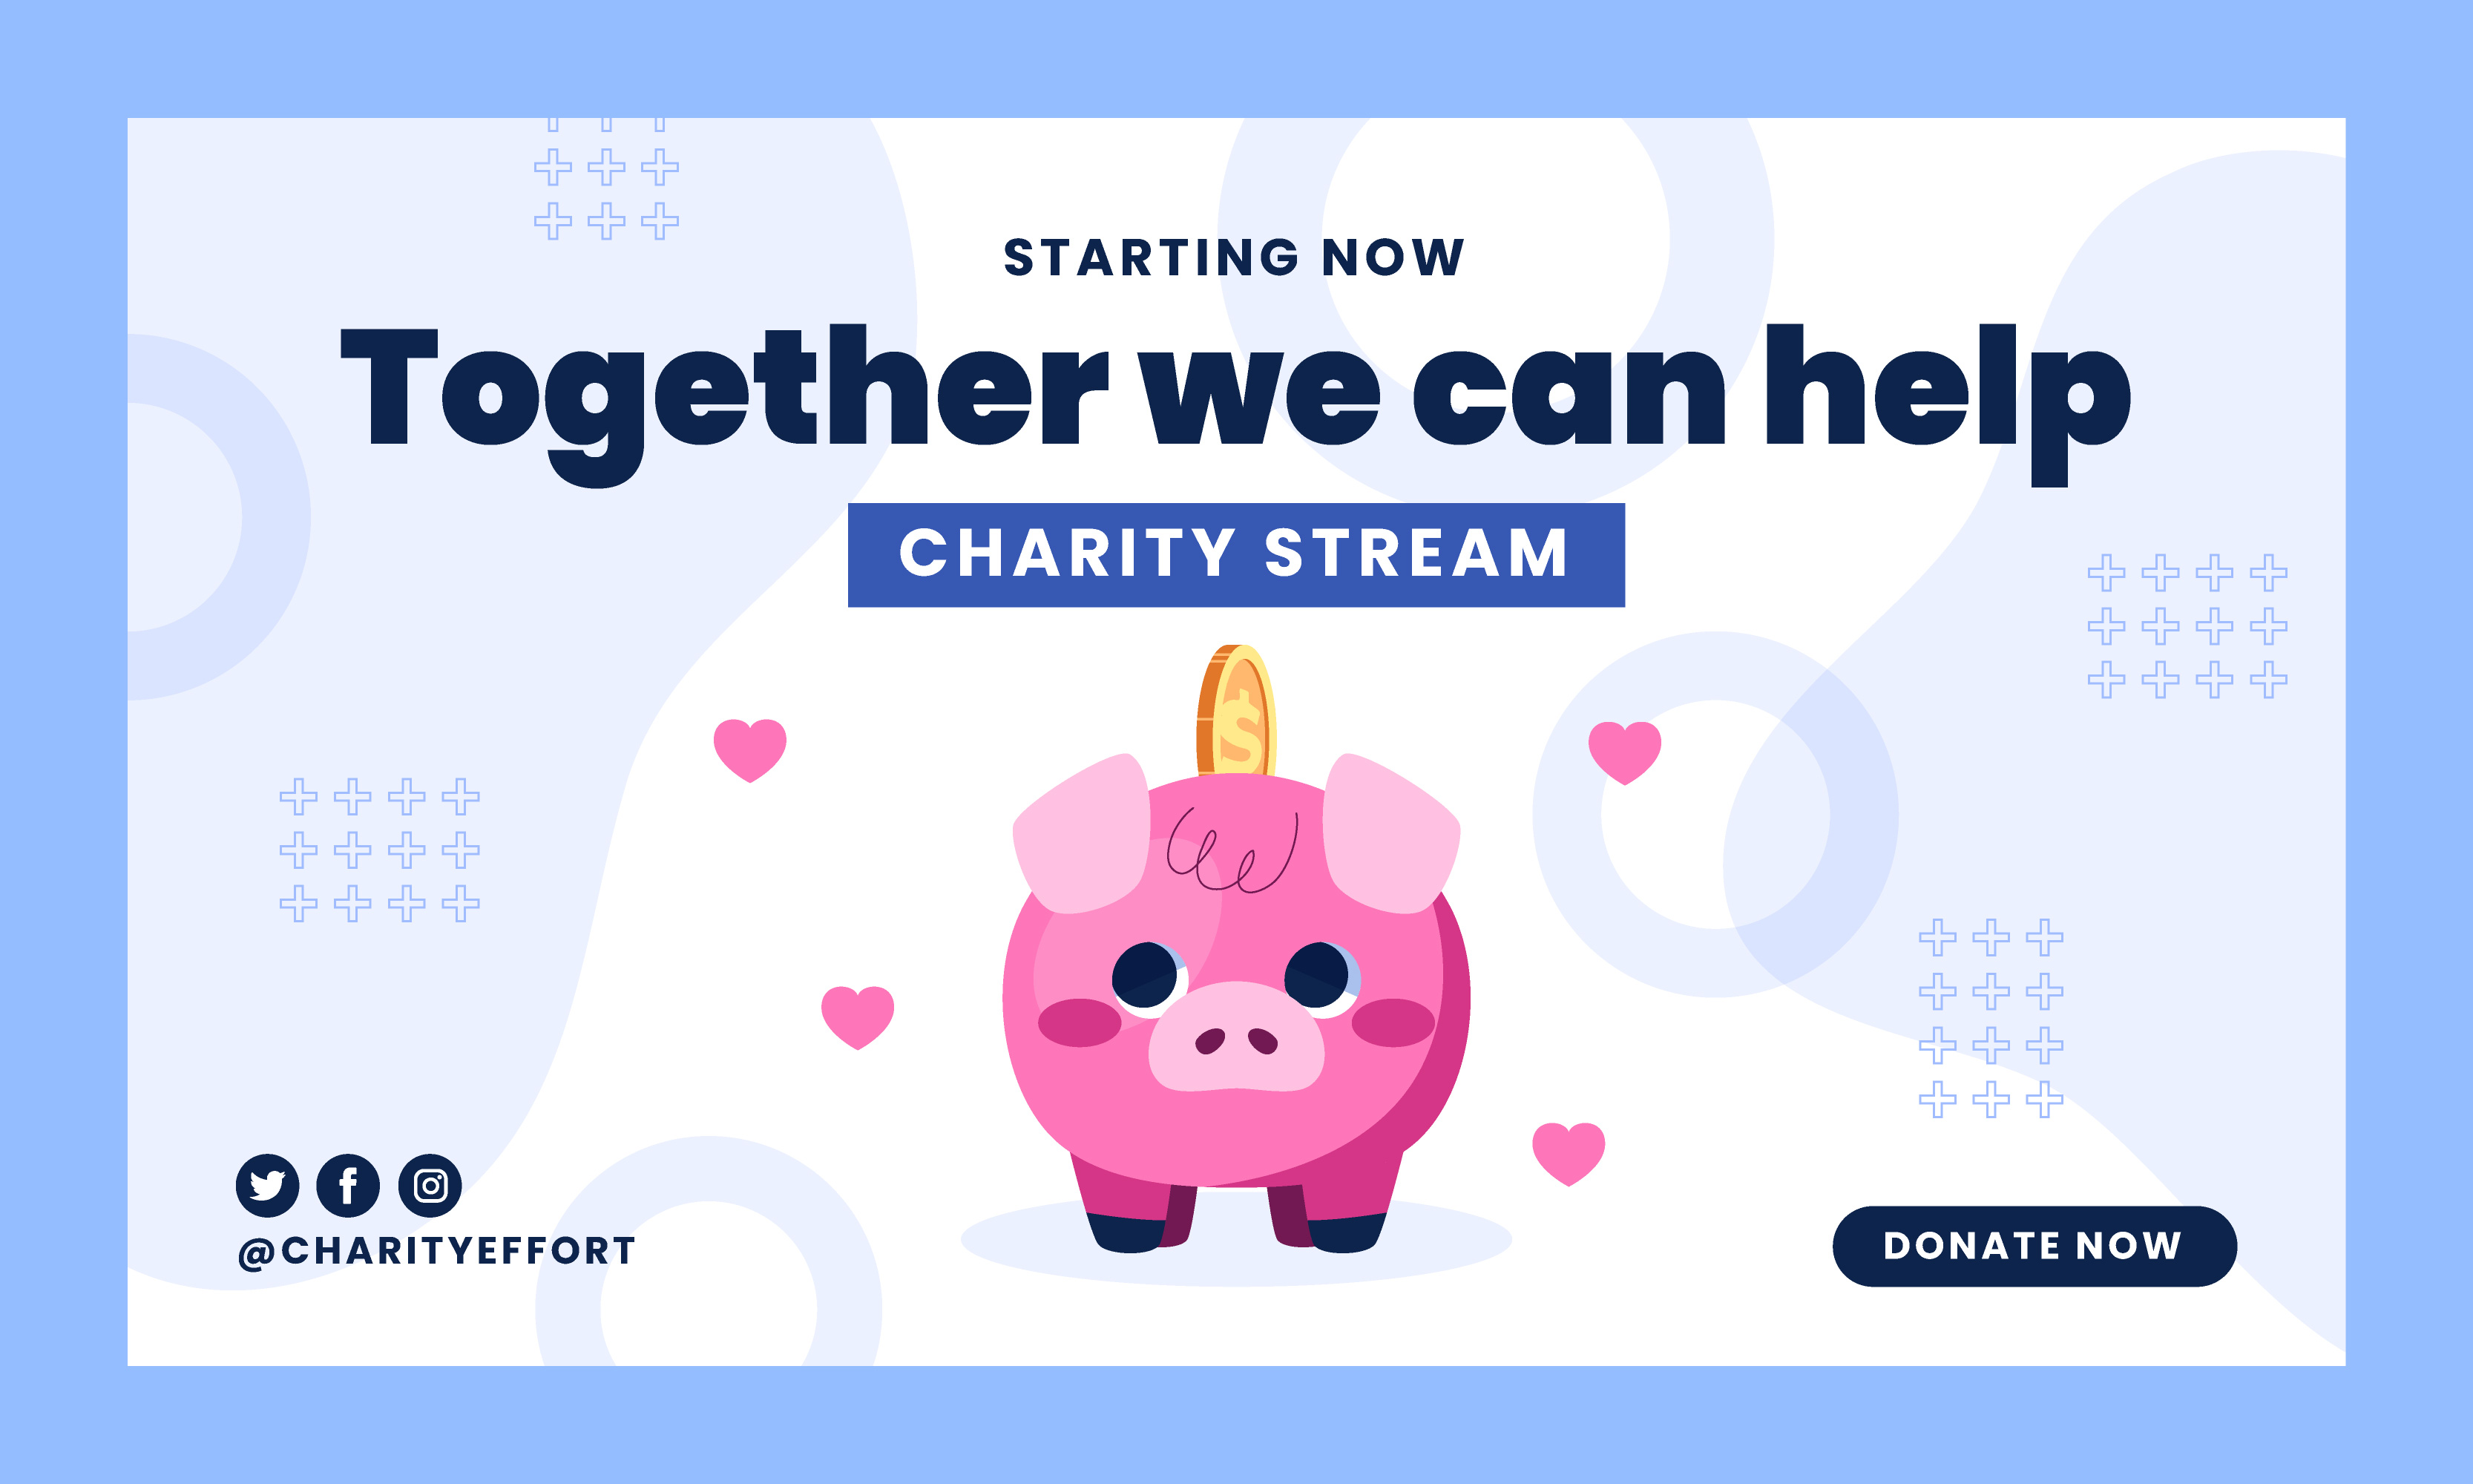 STARTING NOW
Together we can help
CHARITY STREAM
$
@CHARITYEFFORT
DONATE NOW